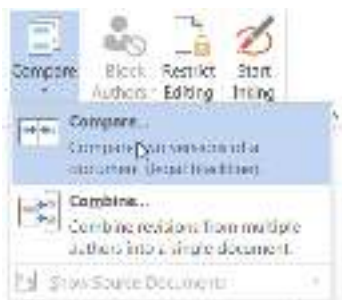 Compare
Block Authors
Restrict Editing
Start Inking
Compare...
Compare two versions of a
document (legal blackline).
Combine...
Combine revisions from multiple
authors into a single document.
Show Source Documents